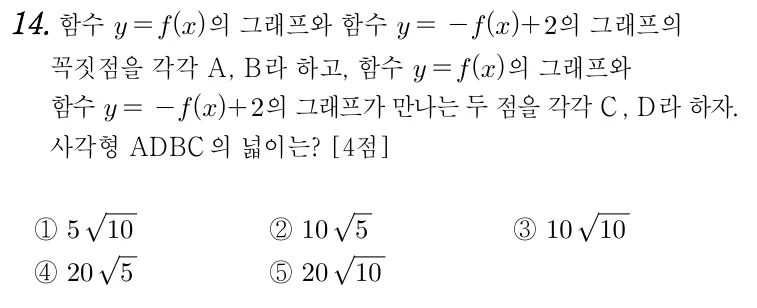 14. 함수 y=f(x)의 그래프와 함수 y= -f(x)+2의 그래프의
꼭짓점을 각각 A, B라 하고, 함수 y=f(x)의 그래프와
함수 y= -f(x)+2의 그래프가 만나는 두 점을 각각 C, D라 하자.
사각형 ADBC의 넓이는? [4점]
① 5√10 ② 10√5 ③ 10√10
④ 20√5 ⑤ 20√10